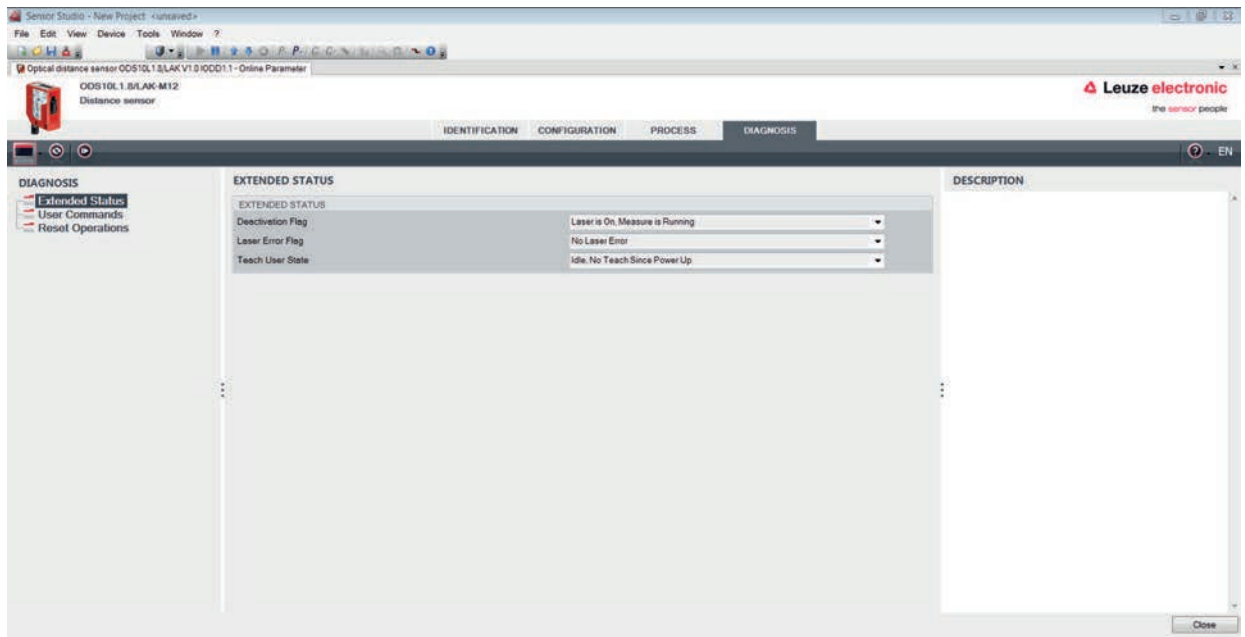 Sensor Studio - New Project <unsaved>
File Edit View Device Tools Window ?
Optical distance sensor ODS10L1.8/LAK V1.0 IODD1.1 - Online Parameter
ODS10L1.8/LAK-M12
Distance sensor
Leuze electronic
the sensor people
IDENTIFICATION CONFIGURATION PROCESS DIAGNOSIS
EN
DIAGNOSIS
Extended Status
User Commands
Reset Operations
EXTENDED STATUS
EXTENDED STATUS
Deactivation Flag Laser is On, Measure is Running
Laser Error Flag No Laser Error
Teach User State Idle. No Teach Since Power Up
DESCRIPTION
Close